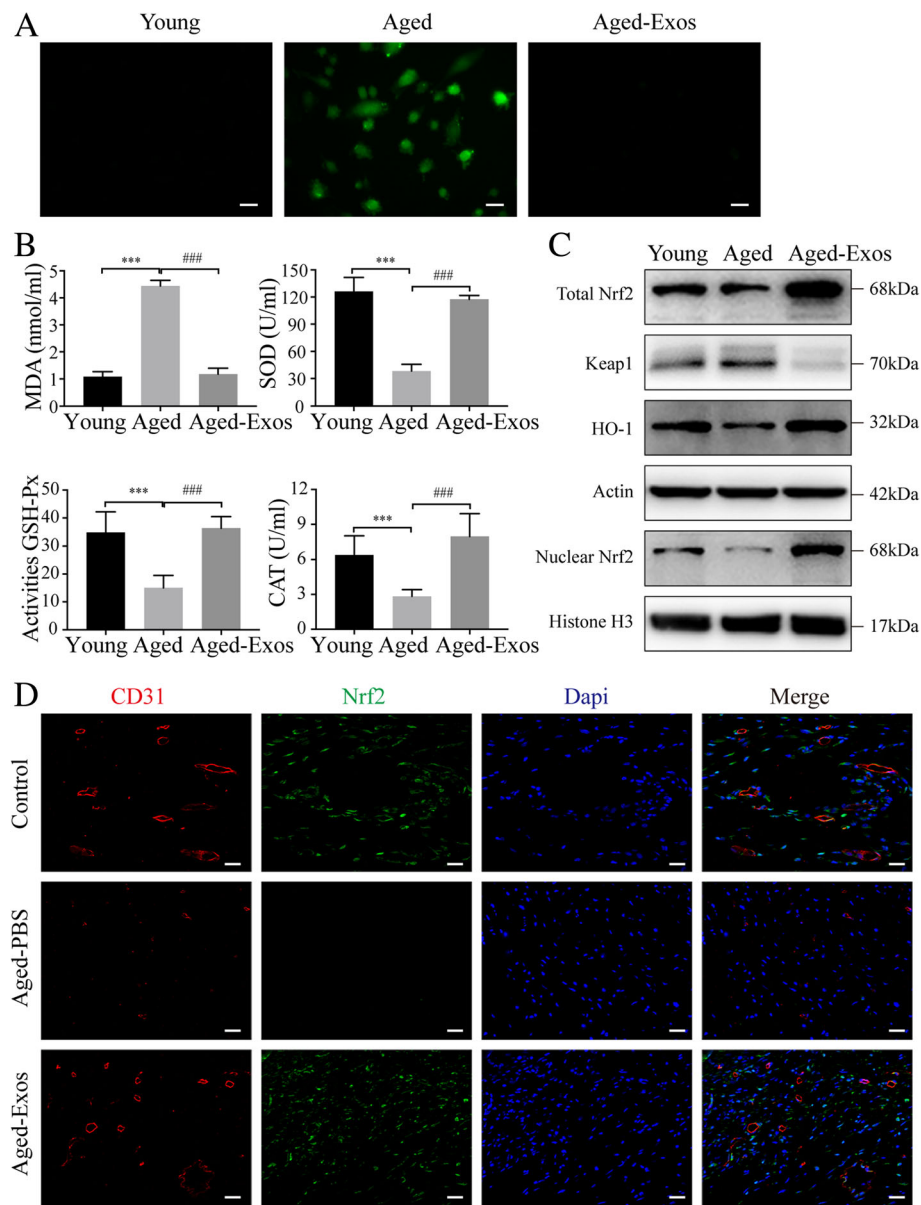 A
Young Aged Aged-Exos
B
*** ###
MDA (nmol/ml)
5
4
3
2
1
0
Young Aged Aged-Exos
*** ###
SOD (U/ml)
150
120
90
60
30
0
Young Aged Aged-Exos
*** ###
Activities GSH-Px
50
40
30
20
10
0
Young Aged Aged-Exos
*** ###
CAT (U/ml)
12
9
6
3
0
Young Aged Aged-Exos
C
Young Aged Aged-Exos
Total Nrf2 68kDa
Keap1 70kDa
HO-1 32kDa
Actin 42kDa
Nuclear Nrf2 68kDa
Histone H3 17kDa
D
CD31 Nrf2 Dapi Merge
Control
Aged-PBS
Aged-Exos